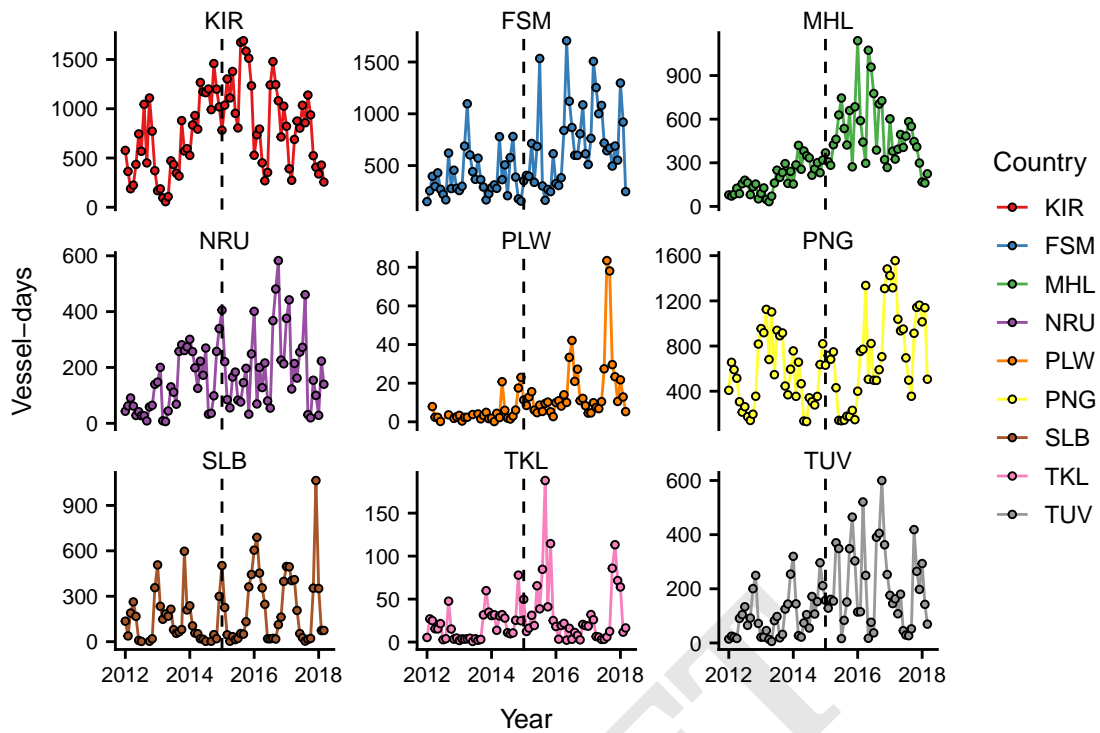 KIR FSM MHL
1500 1000 500 0
1500 1000 500
900 600 300 0
NRU PLW PNG
600 400 200 0
80 60 40 20 0
1600 1200 800 400
SLB TKL TUV
900 600 300 0
150 100 50 0
600 400 200 0
2012 2014 2016 2018
2012 2014 2016 2018
2012 2014 2016 2018
Vessel−days
Year
Country
KIR
FSM
MHL
NRU
PLW
PNG
SLB
TKL
TUV